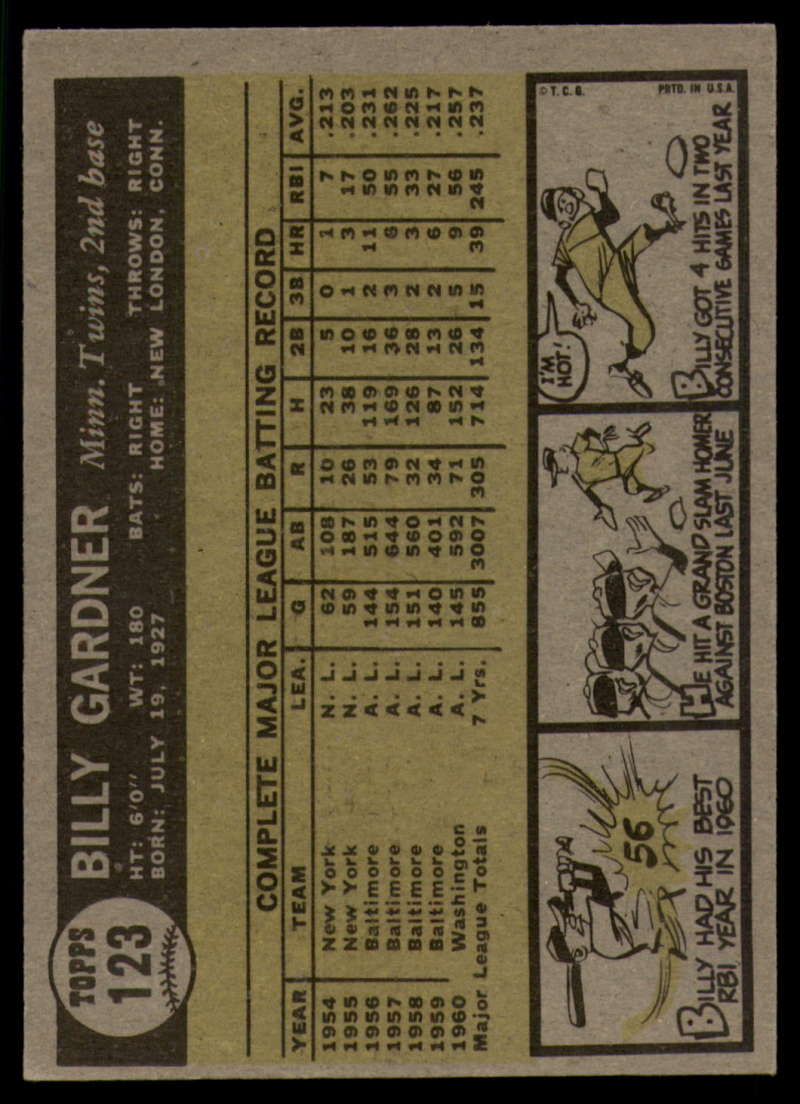 TOPPS
123
BILLY GARDNER Minn. Twins, 2nd base
HT: 6'0" WT: 180 BATS: RIGHT THROWS: RIGHT
BORN: JULY 19, 1927 HOME: NEW LONDON, CONN.
COMPLETE MAJOR LEAGUE BATTING RECORD
YEAR TEAM LEA. G AB R H 2B 3B HR RBI AVG.
1954 New York N. L. 62 108 10 23 5 0 1 7 .213
1955 New York N. L. 59 187 26 38 10 1 3 17 .203
1956 Baltimore A. L. 144 515 53 119 16 2 11 50 .231
1957 Baltimore A. L. 154 644 79 169 36 3 6 55 .262
1958 Baltimore A. L. 151 560 32 126 28 2 3 33 .225
1959 Baltimore A. L. 140 401 34 87 13 2 6 27 .217
1960 Washington A. L. 145 592 71 152 26 5 9 56 .257
Major League Totals 7 Yrs. 855 3007 305 714 134 15 39 245 .237
56
BILLY HAD HIS BEST
RBI YEAR IN 1960
HE HIT A GRAND SLAM HOMER
AGAINST BOSTON LAST JUNE
© T. C. G. PRTD. IN U.S.A.
I'M
HOT!
BILLY GOT 4 HITS IN TWO
CONSECUTIVE GAMES LAST YEAR